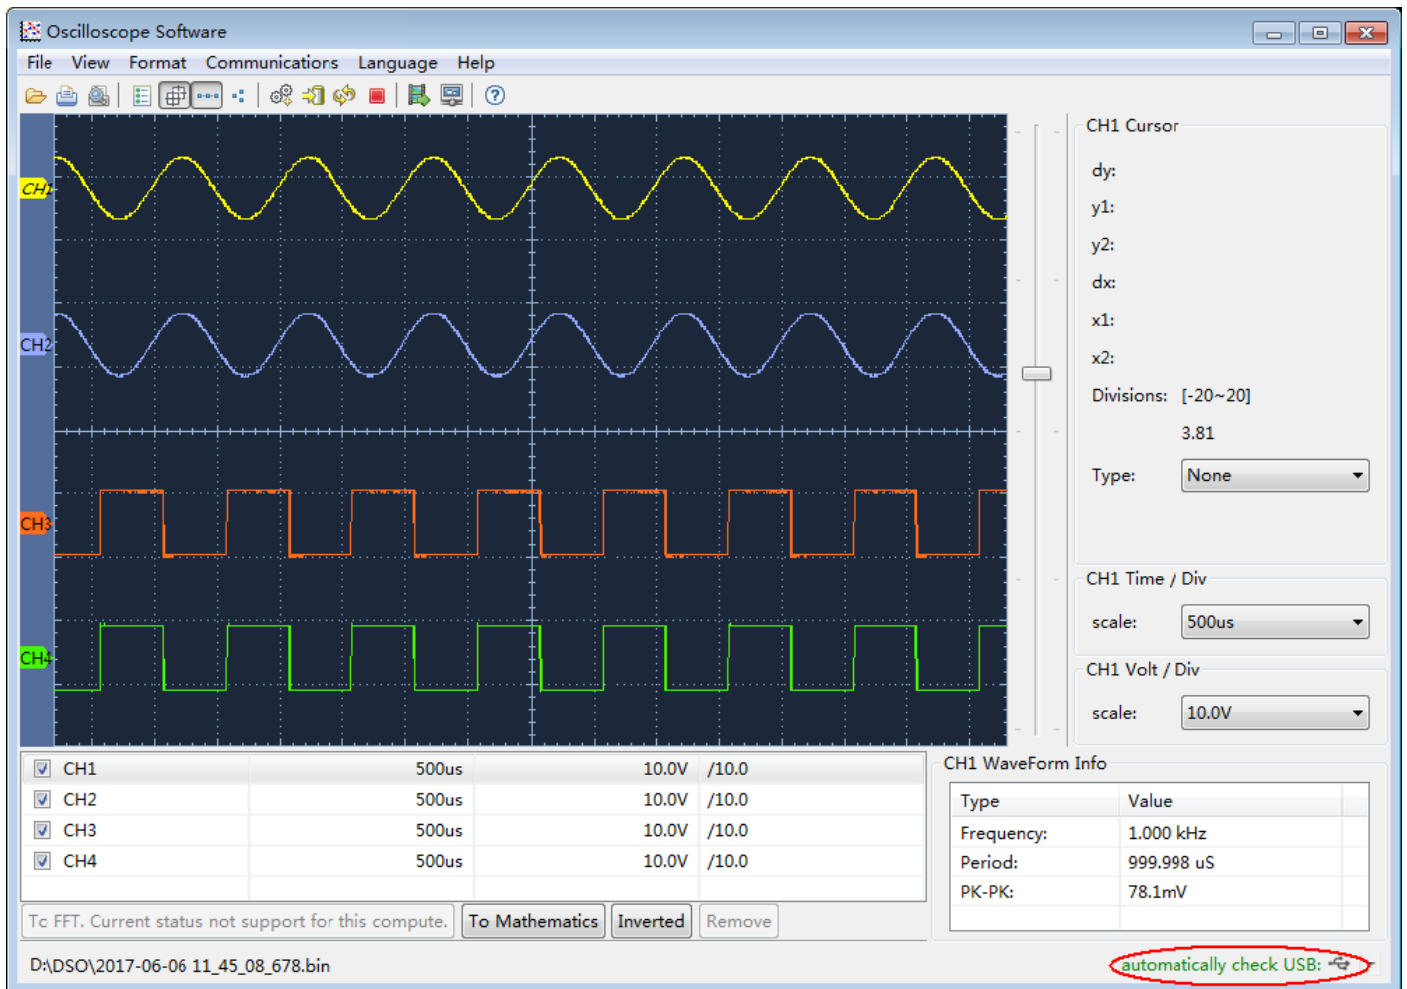 Oscilloscope Software
File View Format Communications Language Help
CH1
CH2
CH3
CH4
CH1 Cursor
dy:
y1:
y2:
dx:
x1:
x2:
Divisions: [-20~20]
3.81
Type: None
CH1 Time / Div
scale: 500us
CH1 Volt / Div
scale: 10.0V
CH1 500us 10.0V /10.0
CH2 500us 10.0V /10.0
CH3 500us 10.0V /10.0
CH4 500us 10.0V /10.0
To FFT. Current status not support for this compute. To Mathematics Inverted Remove
CH1 WaveForm Info
Type Value
Frequency: 1.000 kHz
Period: 999.998 uS
PK-PK: 78.1mV
D:\DSO\2017-06-06 11_45_08_678.bin
automatically check USB: